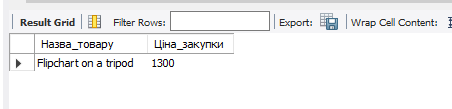 Result Grid Filter Rows: Export: Wrap Cell Content:
Назва_товару Ціна_закупки
Flipchart on a tripod 1300